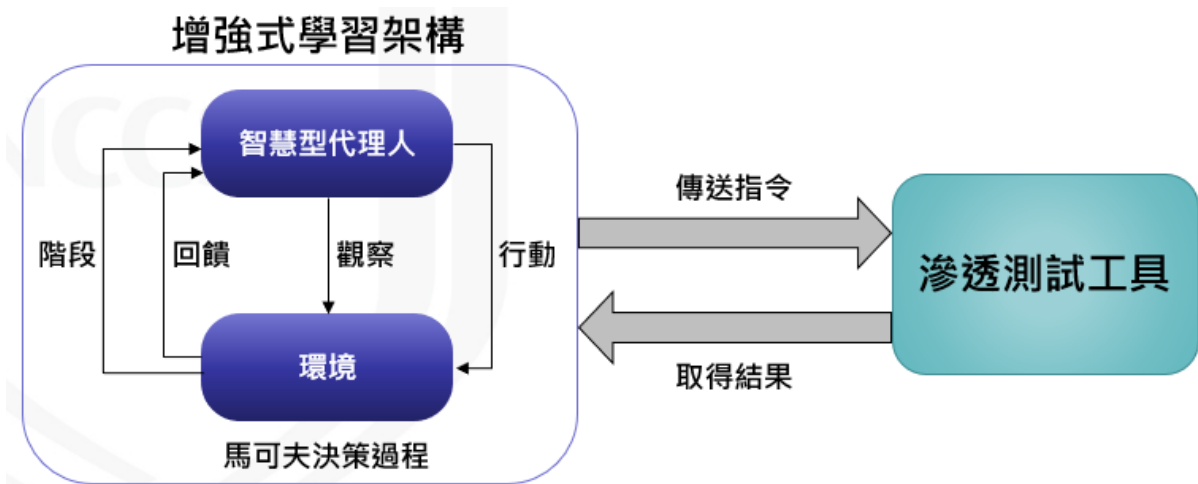 增強式學習架構
智慧型代理人
階段
回饋
觀察
行動
環境
馬可夫決策過程
傳送指令
取得結果
滲透測試工具